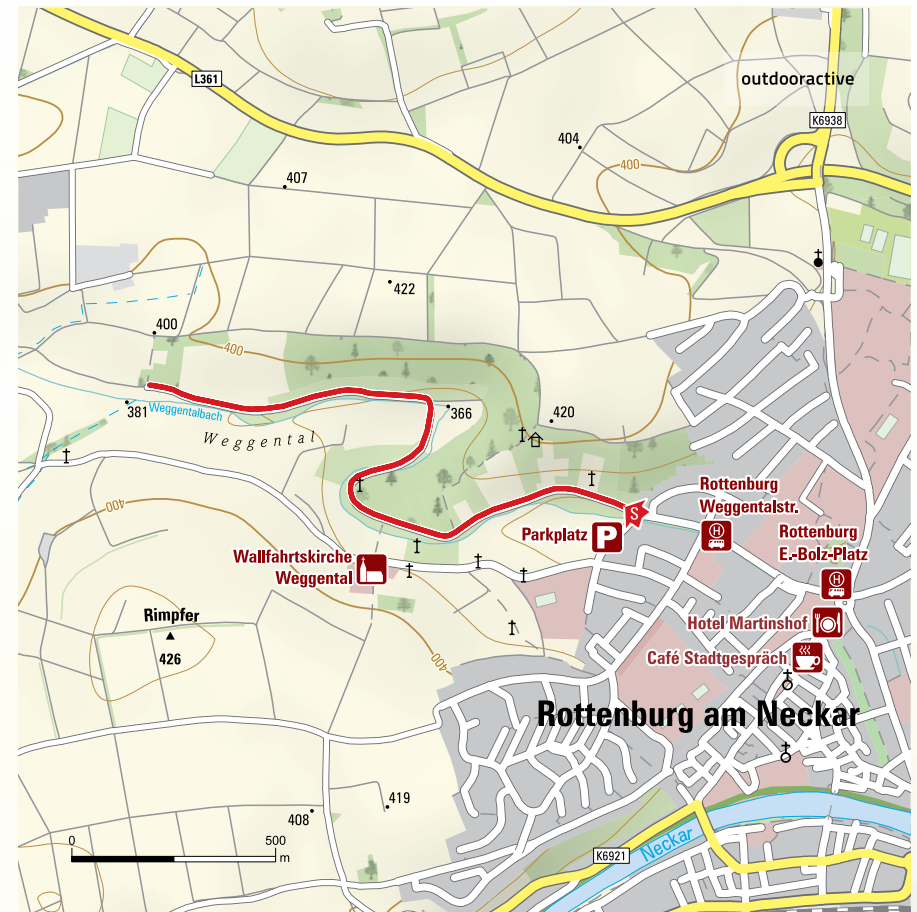 L361
outdooractive
K6938
404
400
407
422
400
400
381
Weggentalbach
366
420
Weggental
400
S
Rottenburg
Weggentalstr.
H
Parkplatz
P
Rottenburg
E.-Bolz-Platz
H
Wallfahrtskirche
Weggental
Rimpfer
426
400
Hotel Martinshof
Café Stadtgespräch
Rottenburg am Neckar
419
408
0
500
m
K6921
Neckar